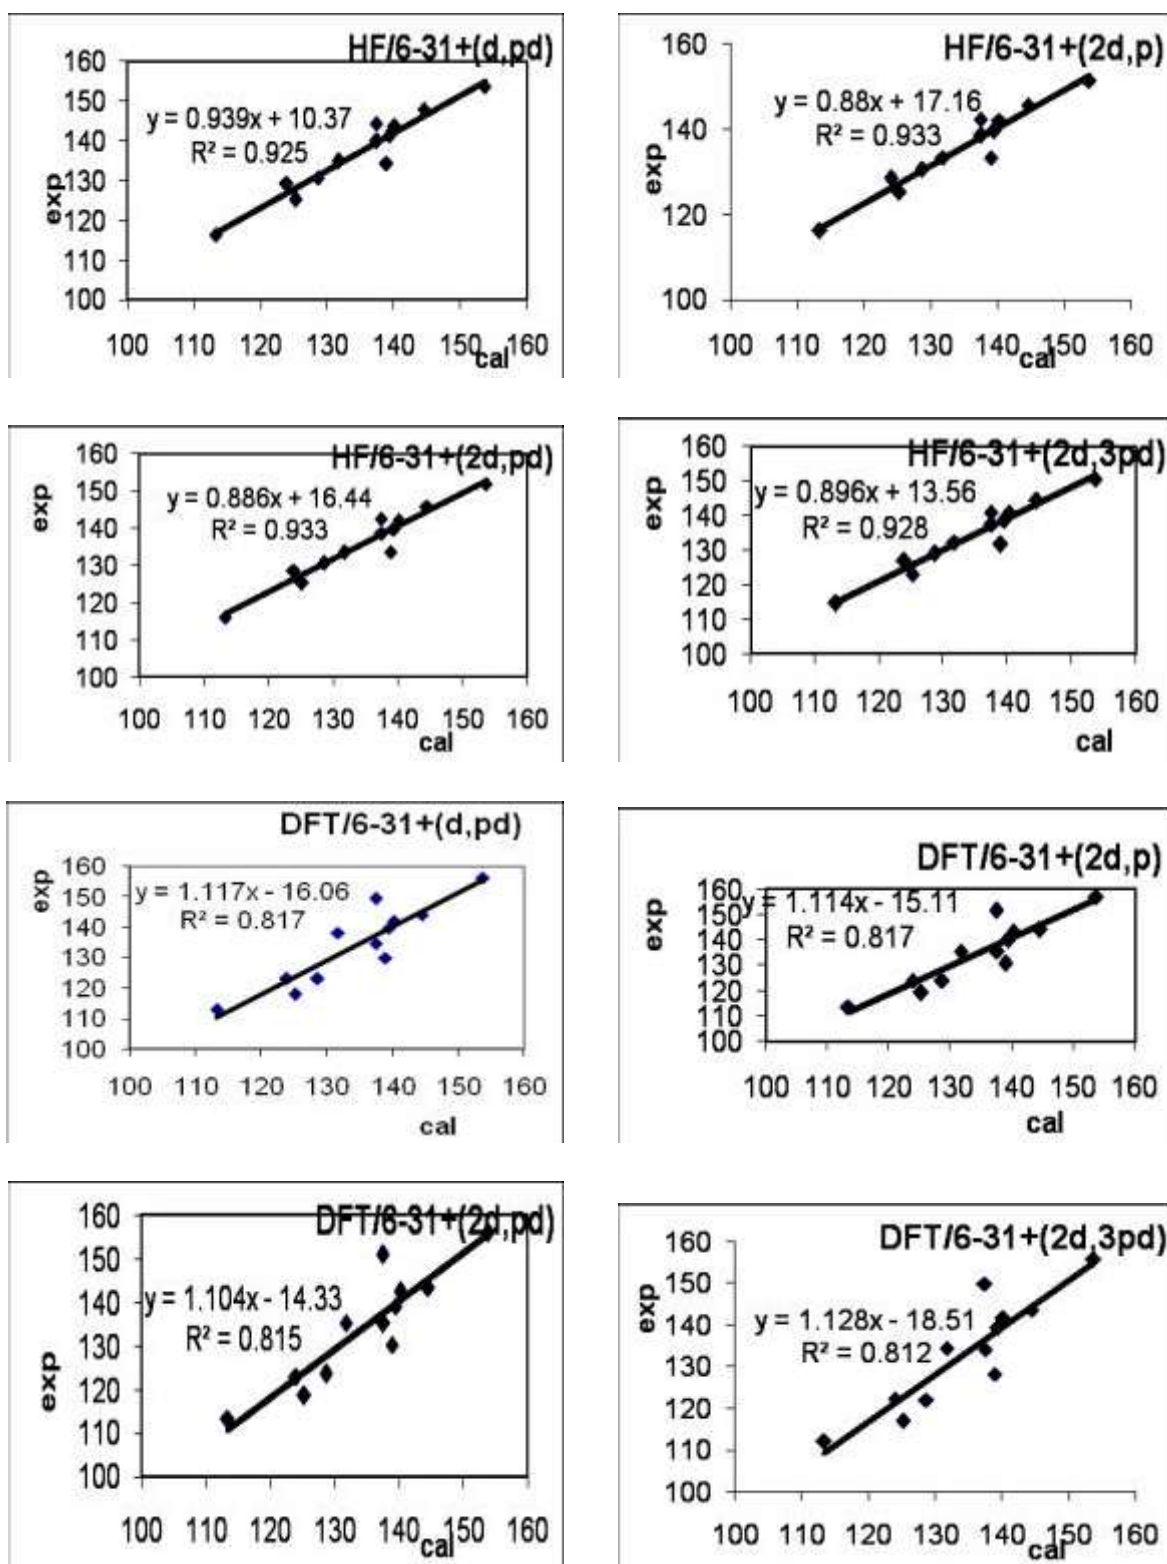 HF/6-31+(d,pd)
160
150
140
130
120
110
100
exp
y = 0.939x + 10.37
R² = 0.925
100 110 120 130 140 150 160
cal
HF/6-31+(2d,p)
160
140
120
100
exp
y = 0.88x + 17.16
R² = 0.933
100 110 120 130 140 150 160
cal
HF/6-31+(2d,pd)
160
150
140
130
120
110
100
exp
y = 0.886x + 16.44
R² = 0.933
100 110 120 130 140 150 160
cal
HF/6-31+(2d,3pd)
160
150
140
130
120
110
100
exp
y = 0.896x + 13.56
R² = 0.928
100 110 120 130 140 150 160
cal
DFT/6-31+(d,pd)
160
150
140
130
120
110
100
exp
y = 1.117x - 16.06
R² = 0.817
100 110 120 130 140 150 160
cal
DFT/6-31+(2d,p)
160
150
140
130
120
110
100
exp
y = 1.114x - 15.11
R² = 0.817
100 110 120 130 140 150 160
cal
DFT/6-31+(2d,pd)
160
150
140
130
120
110
100
exp
y = 1.104x - 14.33
R² = 0.815
100 110 120 130 140 150 160
cal
DFT/6-31+(2d,3pd)
160
150
140
130
120
110
100
exp
y = 1.128x - 18.51
R² = 0.812
100 110 120 130 140 150 160
cal